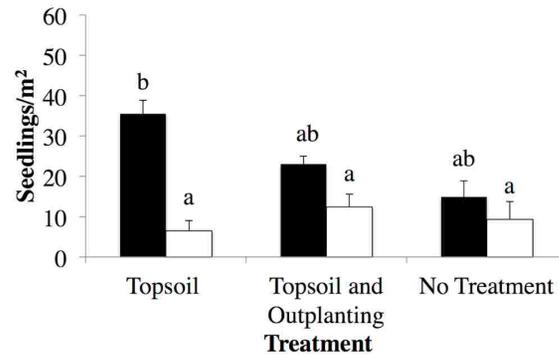 60
50
40
30
20
10
0
Seedlings/m²
b
a
ab
a
ab
a
Topsoil
Topsoil and
Outplanting
No Treatment
Treatment